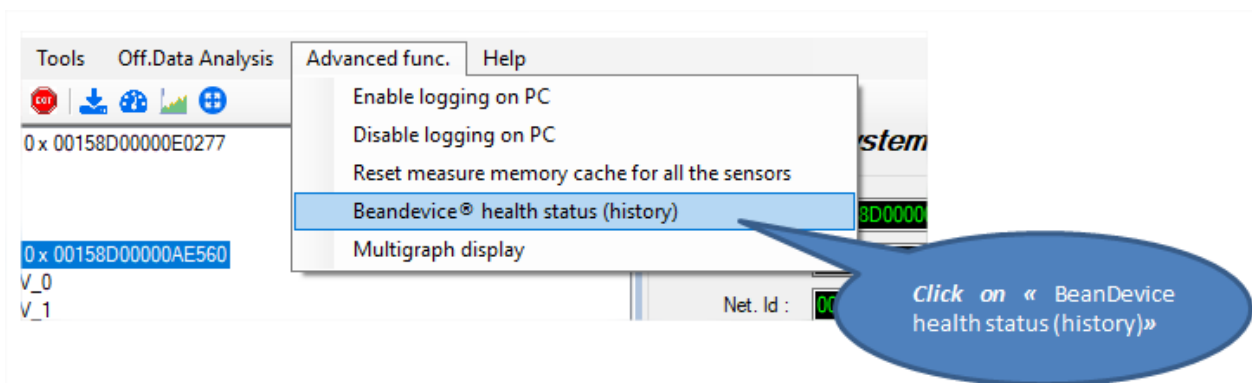 Tools Off.Data Analysis Advanced func. Help
Enable logging on PC
0 x 00158D00000E0277
Disable logging on PC
Reset measure memory cache for all the sensors
Beandevice® health status (history)
0 x 00158D00000AE560
Multigraph display
V_0
V_1
Net. Id :
Click on « BeanDevice
health status (history)»